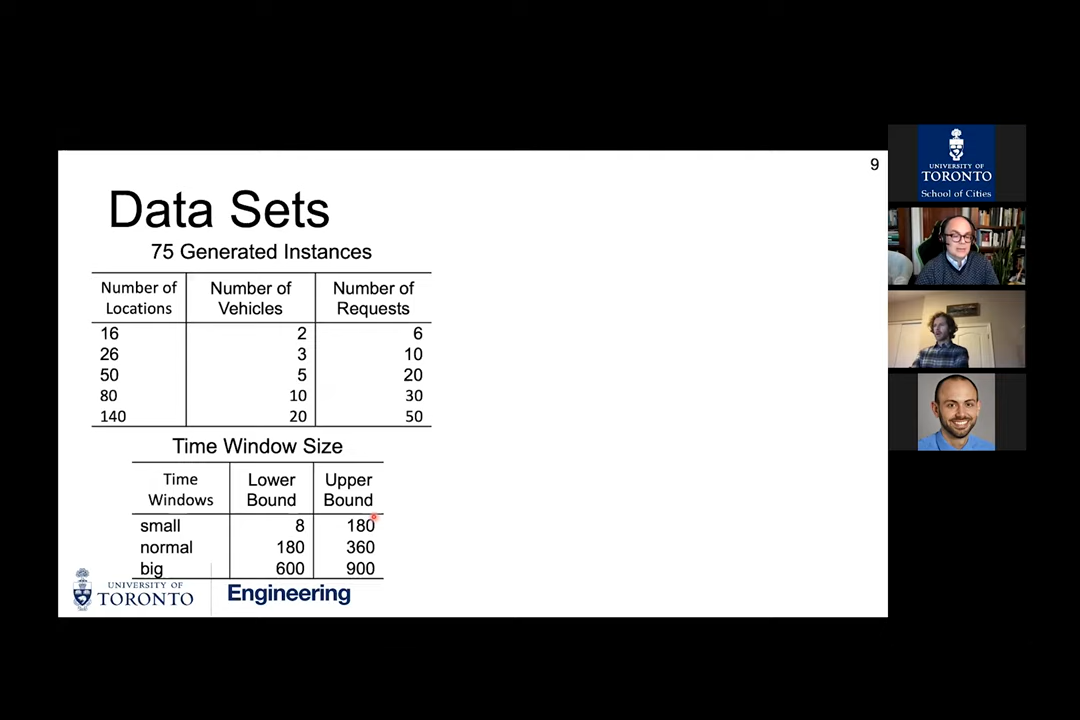 9
Data Sets
75 Generated Instances
Number of Locations Number of Vehicles Number of Requests
16 2 6
26 3 10
50 5 20
80 10 30
140 20 50
Time Window Size
Time Windows Lower Bound Upper Bound
small 8 180
normal 180 360
big 600 900
UNIVERSITY OF
TORONTO
Engineering
UNIVERSITY OF
TORONTO
School of Cities